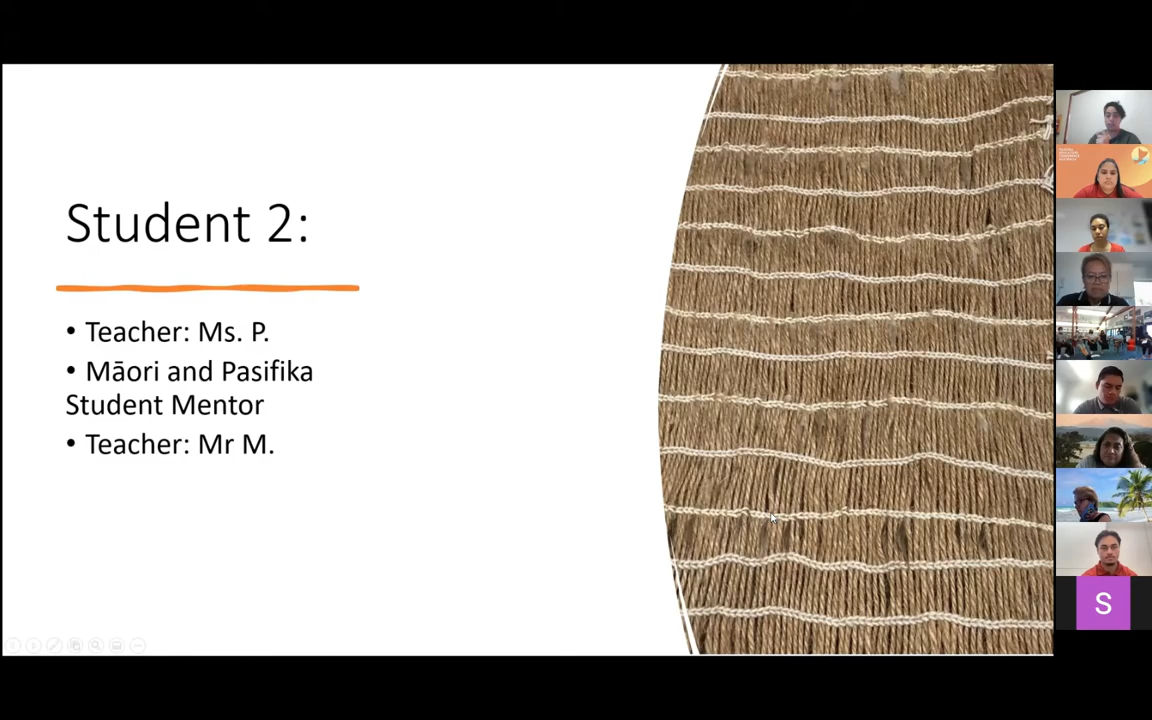 Student 2:
• Teacher: Ms. P.
• Māori and Pasifika
Student Mentor
• Teacher: Mr M.
S